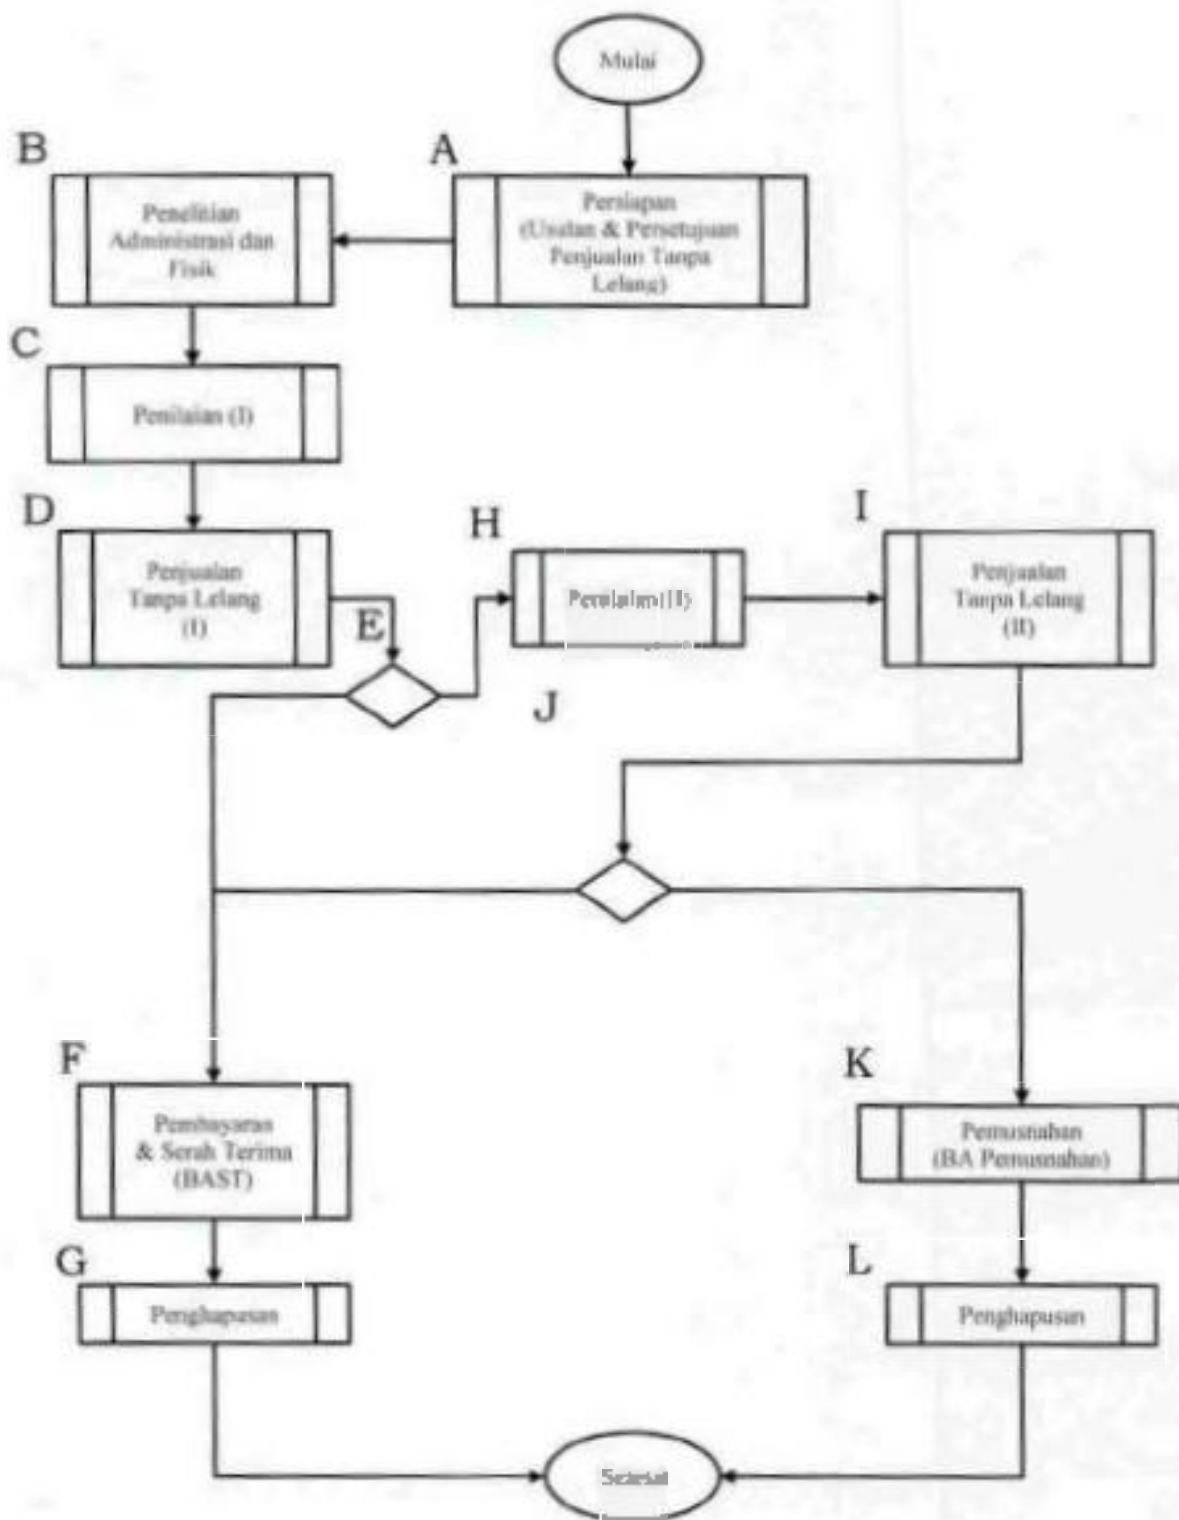 Mulai
A
Persiapan
(Usulan & Persetujuan
Penjualan Tanpa
Lelang)
B
Penelitian
Administrasi dan
Fisik
C
Penilaian (I)
D
Penjualan
Tanpa Lelang
(I)
E
H
Penilaian (II)
I
Penjualan
Tanpa Lelang
(II)
J
F
Pembayaran
& Serah Terima
(BAST)
G
Penghapusan
K
Pemusnahan
(BA Pemusnahan)
L
Penghapusan
Selesai